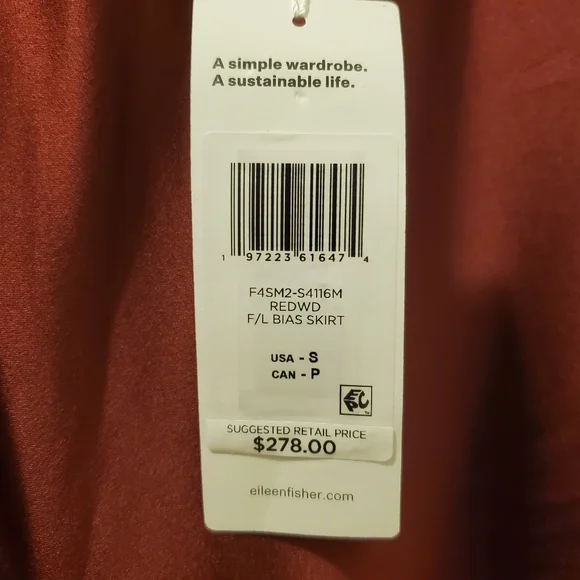 A simple wardrobe.
A sustainable life.
1 97223 61647 4
F4SM2-S4116M
REDWD
F/L BIAS SKIRT
USA - S
CAN - P
EPC
SUGGESTED RETAIL PRICE
$278.00
eileenfisher.com